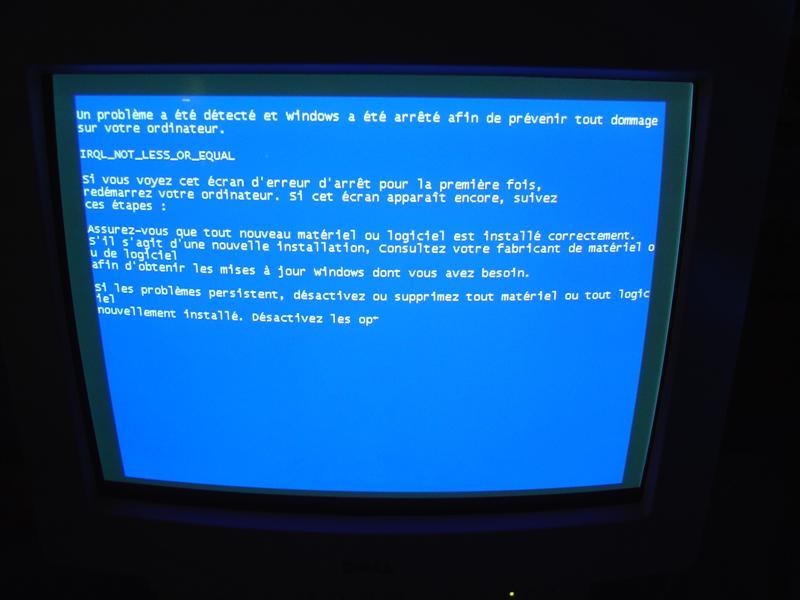 Un problème a été détecté et Windows a été arrêté afin de prévenir tout dommage
sur votre ordinateur.
IRQL_NOT_LESS_OR_EQUAL
Si vous voyez cet écran d'erreur d'arrêt pour la première fois,
redémarrez votre ordinateur. Si cet écran apparaît encore, suivez
ces étapes :
Assurez-vous que tout nouveau matériel ou logiciel est installé correctement.
S'il s'agit d'une nouvelle installation, Consultez votre fabricant de matériel o
u de logiciel
afin d'obtenir les mises à jour Windows dont vous avez besoin.
Si les problèmes persistent, désactivez ou supprimez tout matériel ou tout logic
iel
nouvellement installé. Désactivez les op
DELL